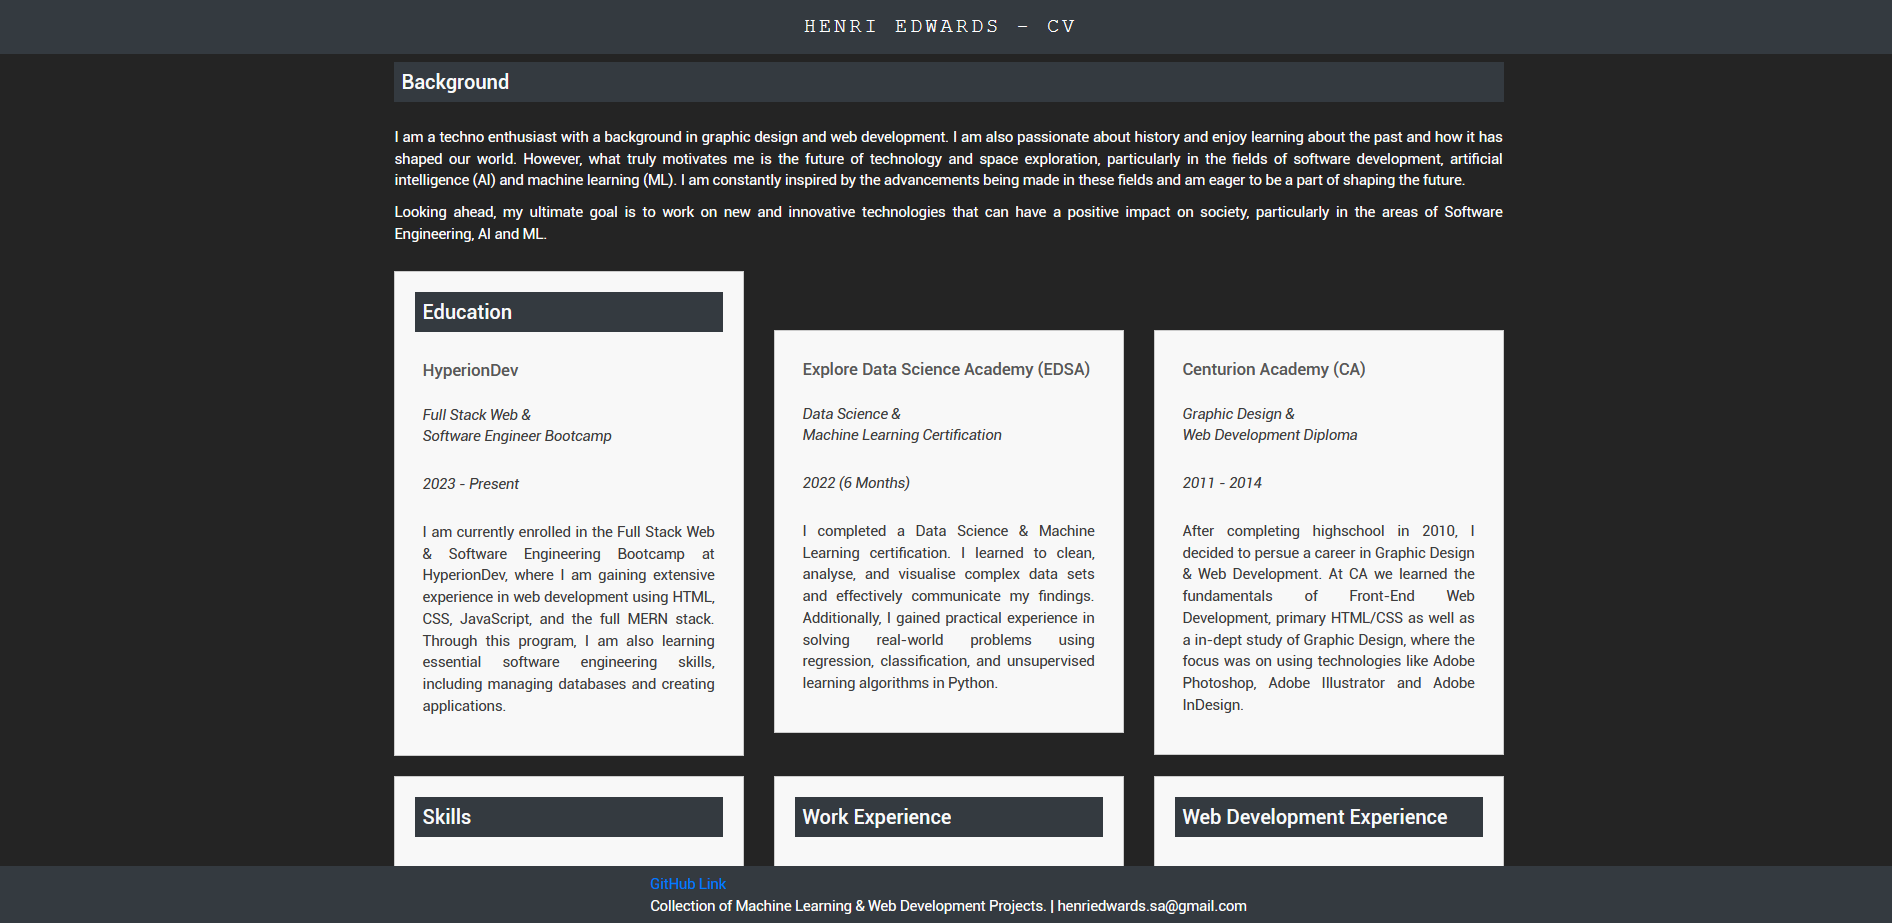 HENRI EDWARDS - CV
Background
I am a techno enthusiast with a background in graphic design and web development. I am also passionate about history and enjoy learning about the past and how it has
shaped our world. However, what truly motivates me is the future of technology and space exploration, particularly in the fields of software development, artificial
intelligence (AI) and machine learning (ML). I am constantly inspired by the advancements being made in these fields and am eager to be a part of shaping the future.
Looking ahead, my ultimate goal is to work on new and innovative technologies that can have a positive impact on society, particularly in the areas of Software
Engineering, AI and ML.
Education
HyperionDev
Full Stack Web &
Software Engineer Bootcamp
2023 - Present
I am currently enrolled in the Full Stack Web
& Software Engineering Bootcamp at
HyperionDev, where I am gaining extensive
experience in web development using HTML,
CSS, JavaScript, and the full MERN stack.
Through this program, I am also learning
essential software engineering skills,
including managing databases and creating
applications.
Explore Data Science Academy (EDSA)
Data Science &
Machine Learning Certification
2022 (6 Months)
I completed a Data Science & Machine
Learning certification. I learned to clean,
analyse, and visualise complex data sets
and effectively communicate my findings.
Additionally, I gained practical experience in
solving real-world problems using
regression, classification, and unsupervised
learning algorithms in Python.
Centurion Academy (CA)
Graphic Design &
Web Development Diploma
2011 - 2014
After completing highschool in 2010, I
decided to persue a career in Graphic Design
& Web Development. At CA we learned the
fundamentals of Front-End Web
Development, primary HTML/CSS as well as
a in-dept study of Graphic Design, where the
focus was on using technologies like Adobe
Photoshop, Adobe Illustrator and Adobe
InDesign.
Skills
Work Experience
Web Development Experience
GitHub Link
Collection of Machine Learning & Web Development Projects. | henriedwards.sa@gmail.com